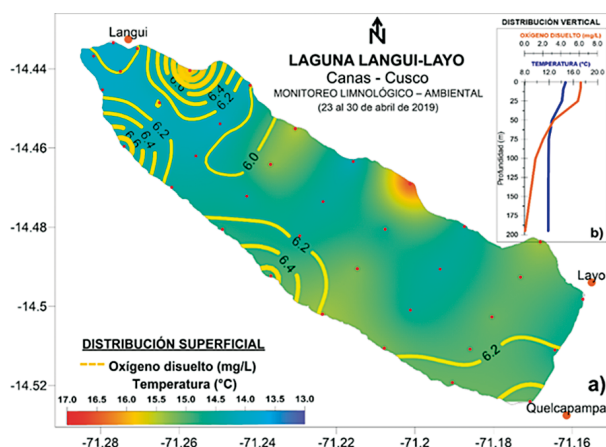 Langui
N
LAGUNA LANGUI-LAYO
Canas - Cusco
MONITOREO LIMNOLÓGICO – AMBIENTAL
(23 al 30 de abril de 2019)
DISTRIBUCIÓN VERTICAL
OXÍGENO DISUELTO (mg/L)
0.0 2.0 4.0 6.0 8.0
TEMPERATURA (°C)
8.0 12.0 16.0 20.0
Profundidad (m)
0
25
50
75
100
125
150
175
200
b)
-14.44
-14.46
-14.48
-14.5
-14.52
6.4
6.2
6.2
6.4
6.6
6.0
6.2
6.4
6.2
Layo
Quelcapampa
a)
DISTRIBUCIÓN SUPERFICIAL
Oxígeno disuelto (mg/L)
Temperatura (°C)
17.0 16.5 16.0 15.5 15.0 14.5 14.0 13.5 13.0
-71.28 -71.26 -71.24 -71.22 -71.2 -71.18 -71.16